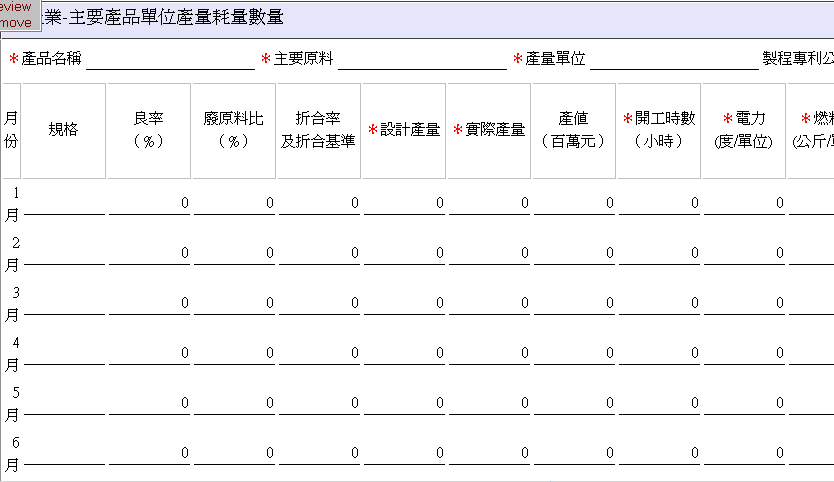 eview
move
業-主要產品單位產量耗量數量
*產品名稱 *主要原料 *產量單位 製程專利公
月份 規格 良率(%) 廢原料比(%) 折合率及折合基準 *設計產量 *實際產量 產值(百萬元) *開工時數(小時) *電力(度/單位) *燃料(公斤/
1月 0 0 0 0 0 0 0 0
2月 0 0 0 0 0 0 0 0
3月 0 0 0 0 0 0 0 0
4月 0 0 0 0 0 0 0 0
5月 0 0 0 0 0 0 0 0
6月 0 0 0 0 0 0 0 0